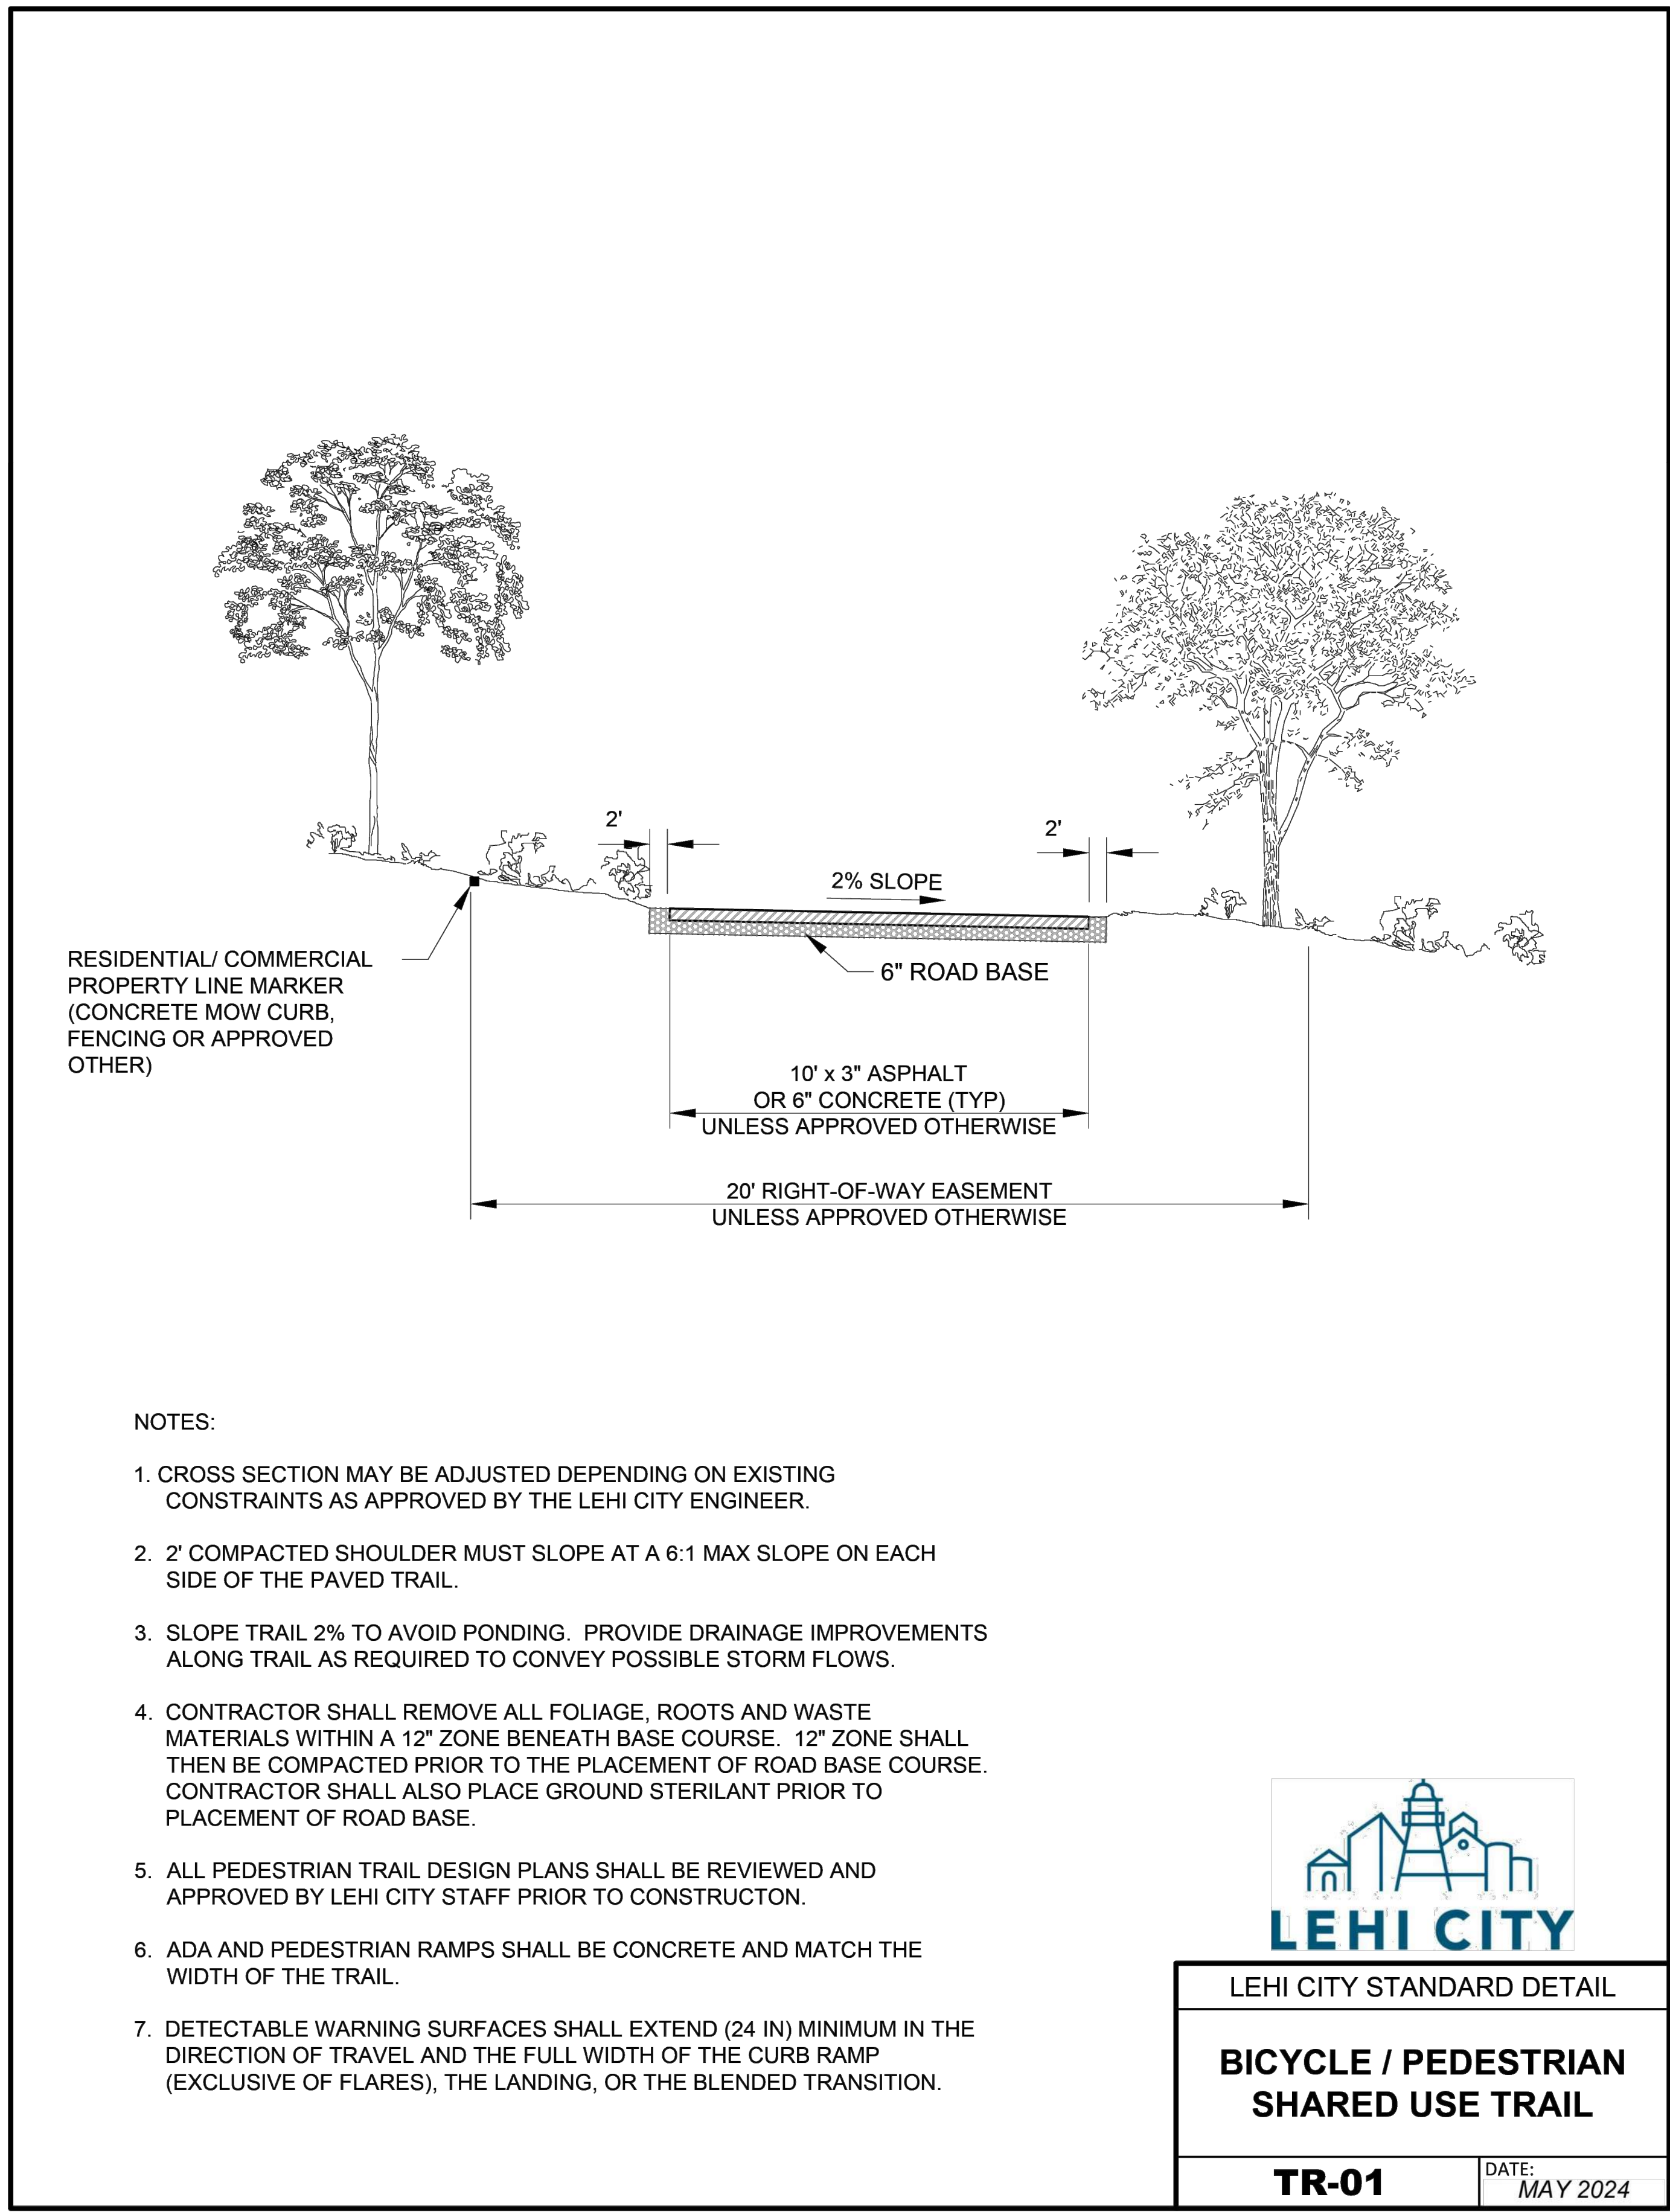 2'
2'
2% SLOPE
RESIDENTIAL/ COMMERCIAL
PROPERTY LINE MARKER
(CONCRETE MOW CURB,
FENCING OR APPROVED
OTHER)
6" ROAD BASE
10' x 3" ASPHALT
OR 6" CONCRETE (TYP)
UNLESS APPROVED OTHERWISE
20' RIGHT-OF-WAY EASEMENT
UNLESS APPROVED OTHERWISE
NOTES:
1. CROSS SECTION MAY BE ADJUSTED DEPENDING ON EXISTING
CONSTRAINTS AS APPROVED BY THE LEHI CITY ENGINEER.
2. 2' COMPACTED SHOULDER MUST SLOPE AT A 6:1 MAX SLOPE ON EACH
SIDE OF THE PAVED TRAIL.
3. SLOPE TRAIL 2% TO AVOID PONDING. PROVIDE DRAINAGE IMPROVEMENTS
ALONG TRAIL AS REQUIRED TO CONVEY POSSIBLE STORM FLOWS.
4. CONTRACTOR SHALL REMOVE ALL FOLIAGE, ROOTS AND WASTE
MATERIALS WITHIN A 12" ZONE BENEATH BASE COURSE. 12" ZONE SHALL
THEN BE COMPACTED PRIOR TO THE PLACEMENT OF ROAD BASE COURSE.
CONTRACTOR SHALL ALSO PLACE GROUND STERILANT PRIOR TO
PLACEMENT OF ROAD BASE.
5. ALL PEDESTRIAN TRAIL DESIGN PLANS SHALL BE REVIEWED AND
APPROVED BY LEHI CITY STAFF PRIOR TO CONSTRUCTON.
6. ADA AND PEDESTRIAN RAMPS SHALL BE CONCRETE AND MATCH THE
WIDTH OF THE TRAIL.
7. DETECTABLE WARNING SURFACES SHALL EXTEND (24 IN) MINIMUM IN THE
DIRECTION OF TRAVEL AND THE FULL WIDTH OF THE CURB RAMP
(EXCLUSIVE OF FLARES), THE LANDING, OR THE BLENDED TRANSITION.
LEHI CITY
LEHI CITY STANDARD DETAIL
BICYCLE / PEDESTRIAN
SHARED USE TRAIL
TR-01
DATE:
MAY 2024